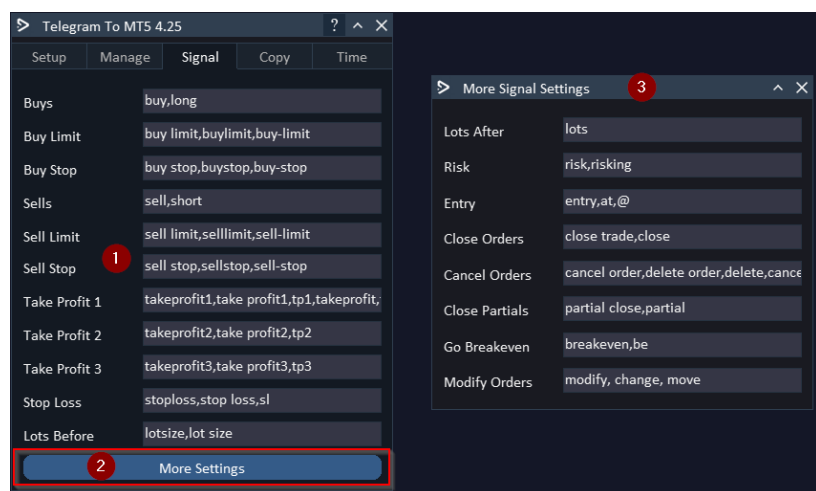 Telegram To MT5 4.25 ?
Setup Manage Signal Copy Time
Buys buy,long
Buy Limit buy limit,buylimit,buy-limit
Buy Stop buy stop,buystop,buy-stop
Sells sell,short
Sell Limit sell limit,selllimit,sell-limit
Sell Stop 1 sell stop,sellstop,sell-stop
Take Profit 1 takeprofit1,take profit1,tp1,takeprofit,
Take Profit 2 takeprofit2,take profit2,tp2
Take Profit 3 takeprofit3,take profit3,tp3
Stop Loss stoploss,stop loss,sl
Lots Before lotsize,lot size
2 More Settings
More Signal Settings 3
Lots After lots
Risk risk,risking
Entry entry,at,@
Close Orders close trade,close
Cancel Orders cancel order,delete order,delete,cance
Close Partials partial close,partial
Go Breakeven breakeven,be
Modify Orders modify, change, move